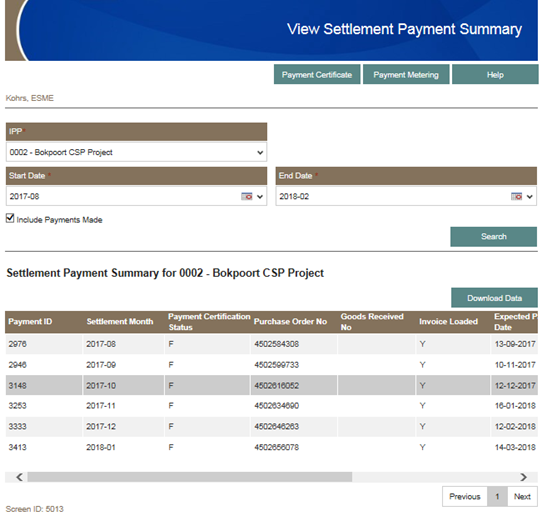 View Settlement Payment Summary
Payment Certificate Payment Metering Help
Kohrs, ESME
IPP *
0002 - Bokpoort CSP Project
Start Date * End Date *
2017-08 2018-02
Include Payments Made
Search
Settlement Payment Summary for 0002 - Bokpoort CSP Project
Download Data
Payment ID Settlement Month Payment Certification Status Purchase Order No Goods Received No Invoice Loaded Expected P Date
2976 2017-08 F 4502584308 Y 13-09-2017
2946 2017-09 F 4502599733 Y 10-11-2017
3148 2017-10 F 4502616052 Y 12-12-2017
3253 2017-11 F 4502634690 Y 16-01-2018
3333 2017-12 F 4502646263 Y 12-02-2018
3413 2018-01 F 4502656078 Y 14-03-2018
Previous 1 Next
Screen ID: 5013